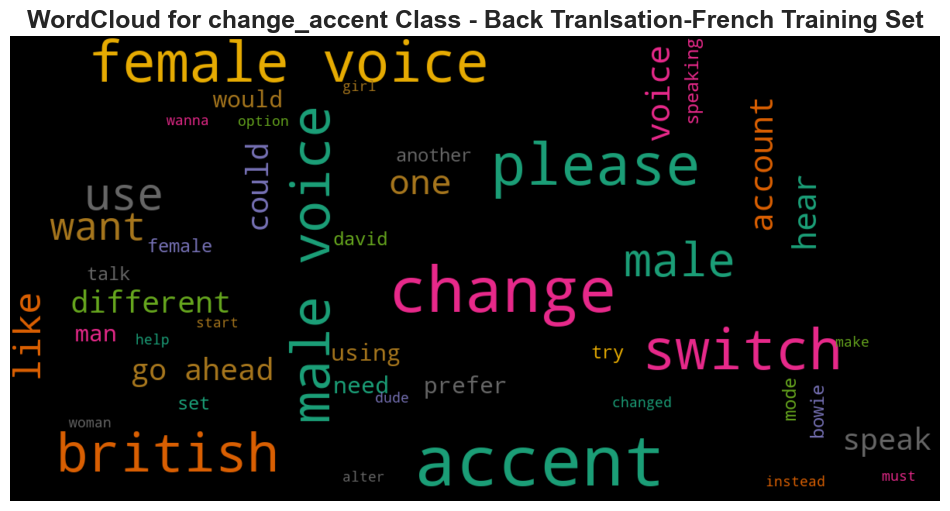 WordCloud for change_accent Class - Back Tranlsation-French Training Set
female voice
girl
voice
speaking
would
wanna
option
could
male voice
another
please
account
use
one
hear
want
female
david
male
talk
change
different
like
start
man
help
switch
make
using
try
go ahead
need
dude
prefer
mode
bowie
set
changed
woman
british
accent
speak
alter
instead
must